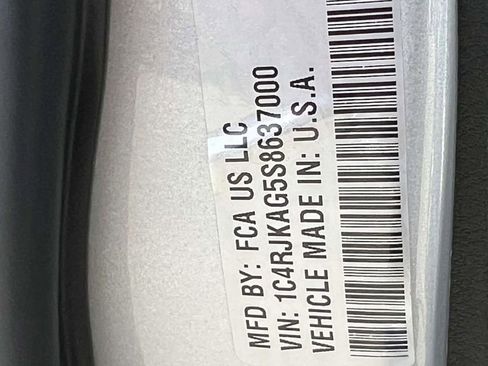 MFD BY: FCA US LLC
VIN: 1C4RJKAG5S8637000
VEHICLE MADE IN: U.S.A.